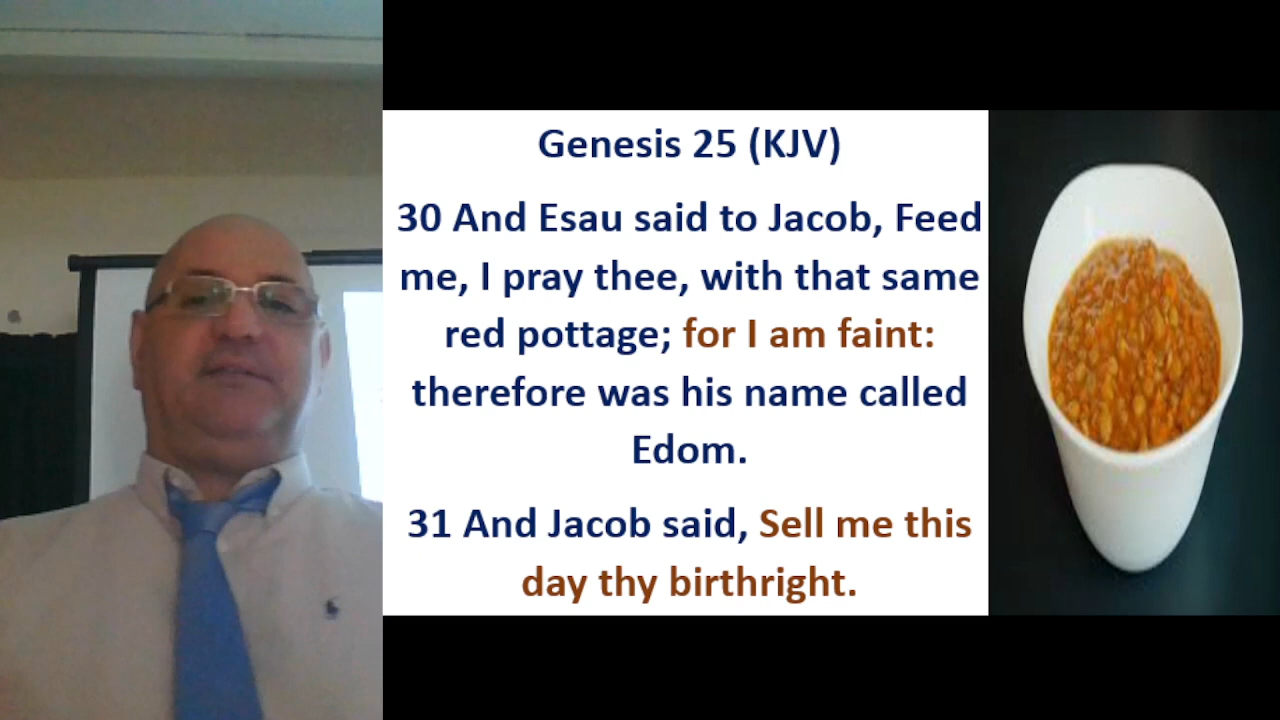 Genesis 25 (KJV)
30 And Esau said to Jacob, Feed
me, I pray thee, with that same
red pottage; for I am faint:
therefore was his name called
Edom.
31 And Jacob said, Sell me this
day thy birthright.